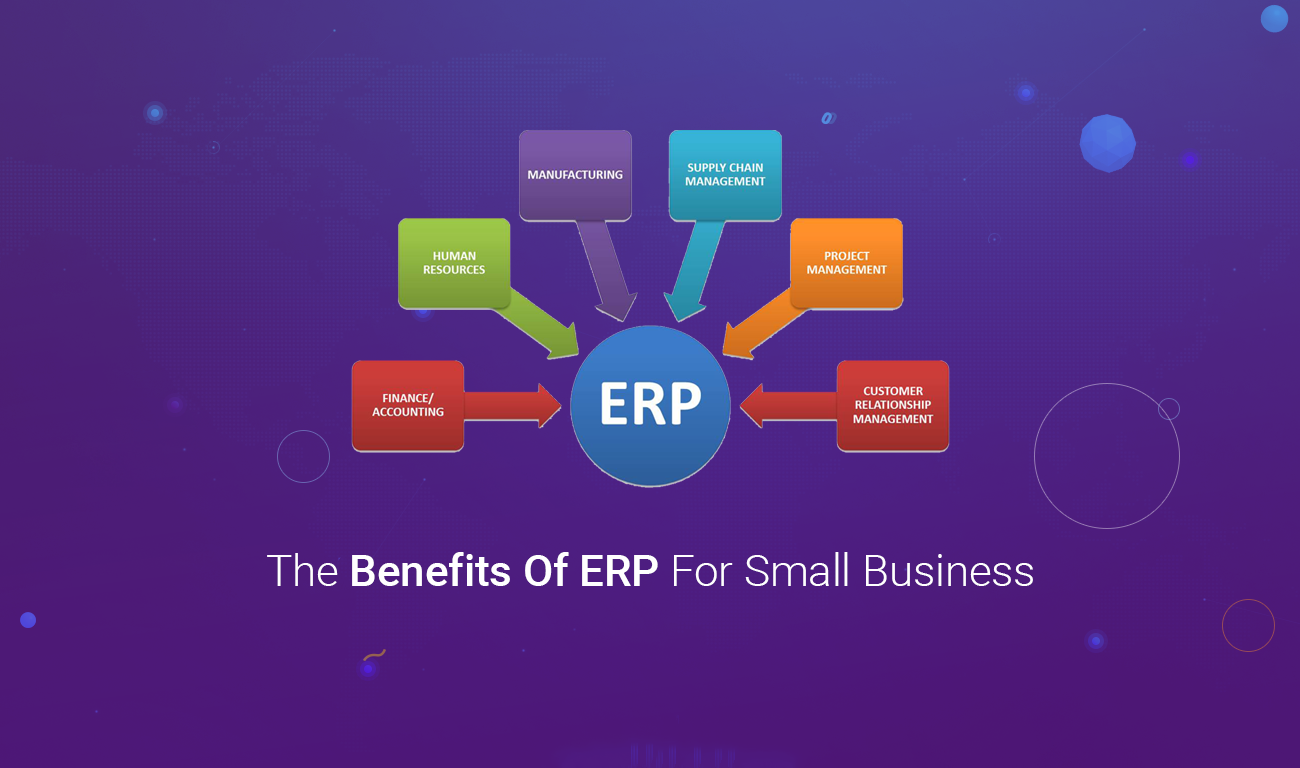 MANUFACTURING
SUPPLY CHAIN
MANAGEMENT
HUMAN
RESOURCES
PROJECT
MANAGEMENT
FINANCE/
ACCOUNTING
ERP
CUSTOMER
RELATIONSHIP
MANAGEMENT
The Benefits Of ERP For Small Business